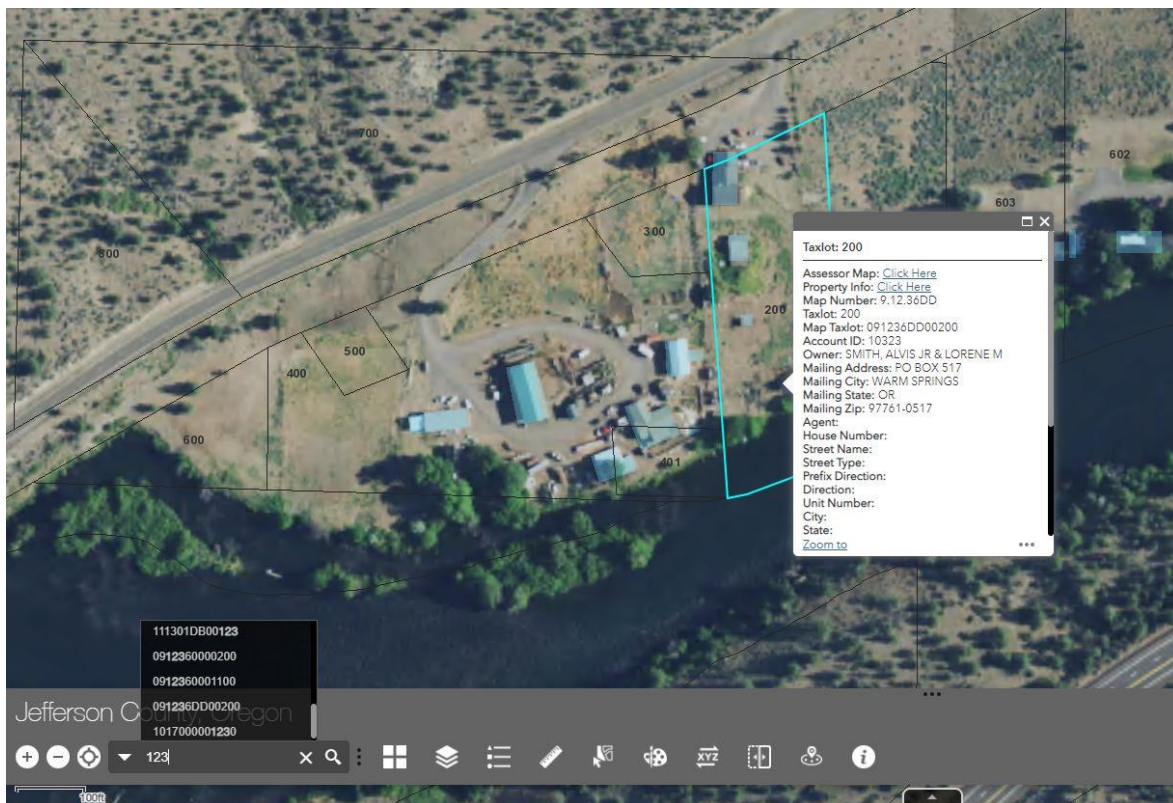 700
602
603
800
300
Taxlot: 200
Assessor Map: Click Here
Property Info: Click Here
Map Number: 9.12.36DD
Taxlot: 200
Map Taxlot: 091236DD00200
Account ID: 10323
Owner: SMITH, ALVIS JR & LORENE M
Mailing Address: PO BOX 517
Mailing City: WARM SPRINGS
Mailing State: OR
Mailing Zip: 97761-0517
Agent:
House Number:
Street Name:
Street Type:
Prefix Direction:
Direction:
Unit Number:
City:
State:
Zoom to
200
500
400
600
401
111301DB00123
091236000200
0912360001100
091236DD00200
1017000001230
Jefferson County, Oregon
123
XYZ
100ft